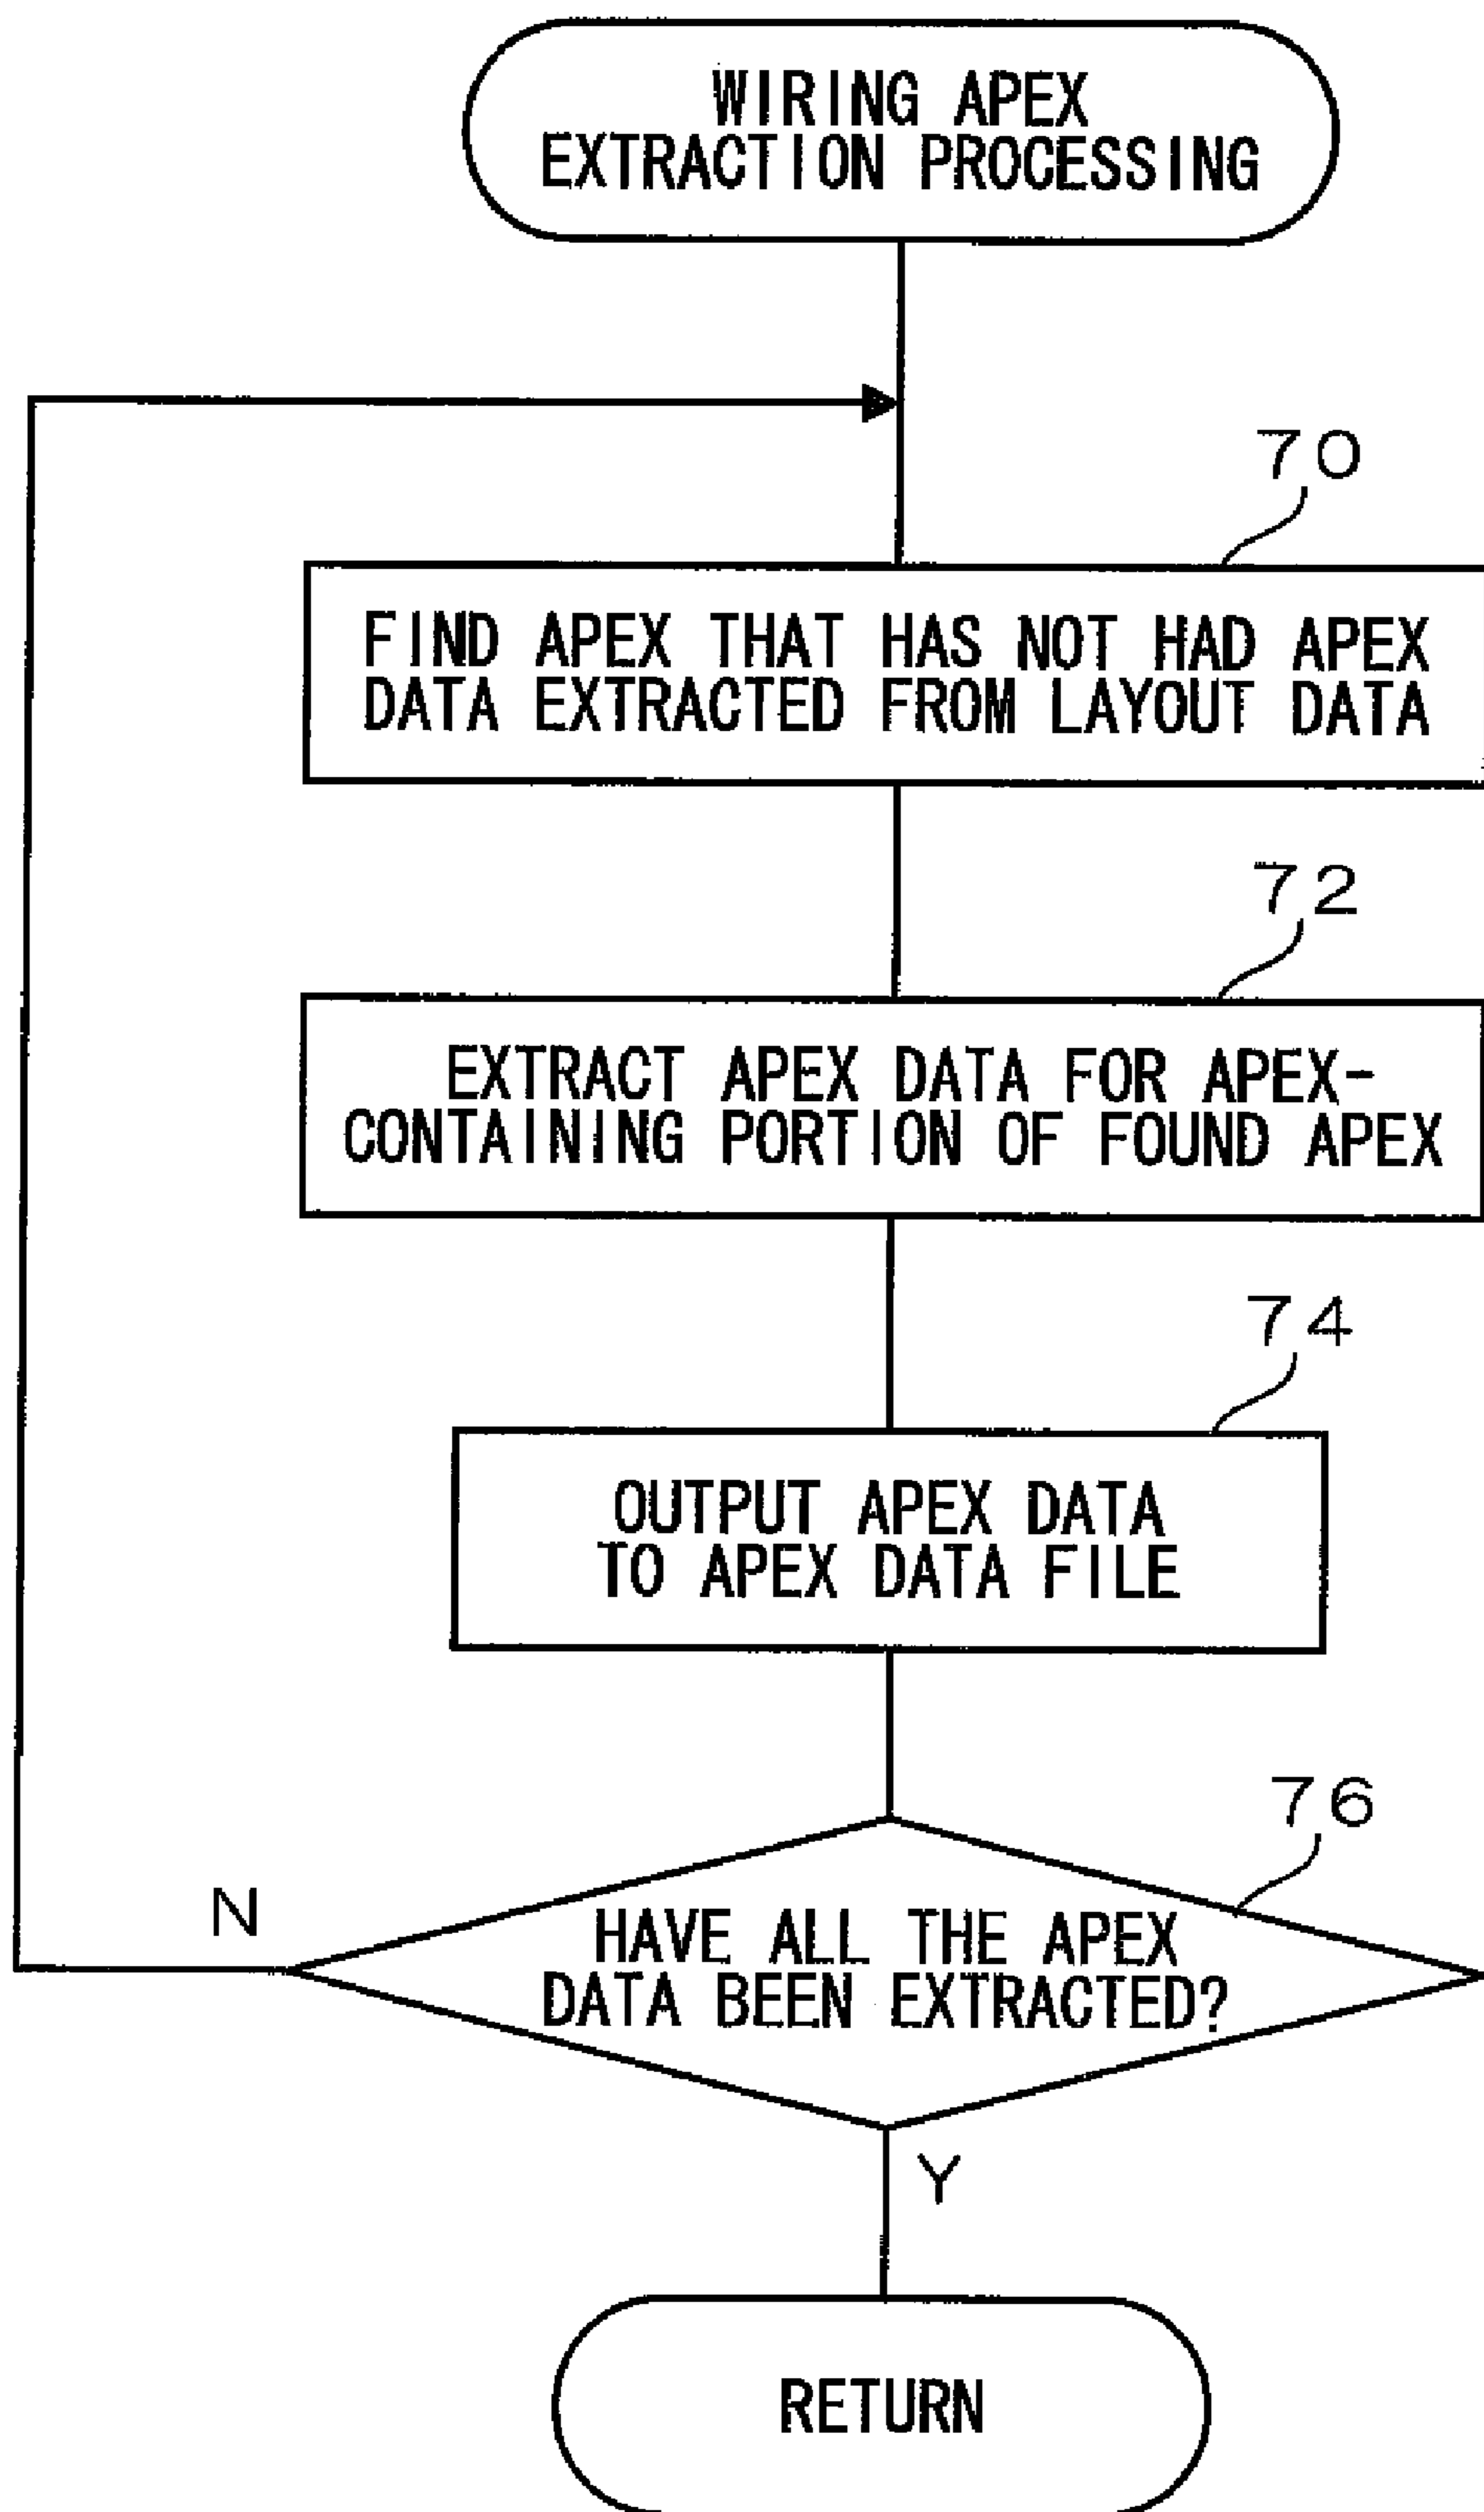 WIRING APEX
EXTRACTION PROCESSING
70
FIND APEX THAT HAS NOT HAD APEX
DATA EXTRACTED FROM LAYOUT DATA
72
EXTRACT APEX DATA FOR APEX-
CONTAINING PORTION OF FOUND APEX
74
OUTPUT APEX DATA
TO APEX DATA FILE
76
N
HAVE ALL THE APEX
DATA BEEN EXTRACTED?
Y
RETURN